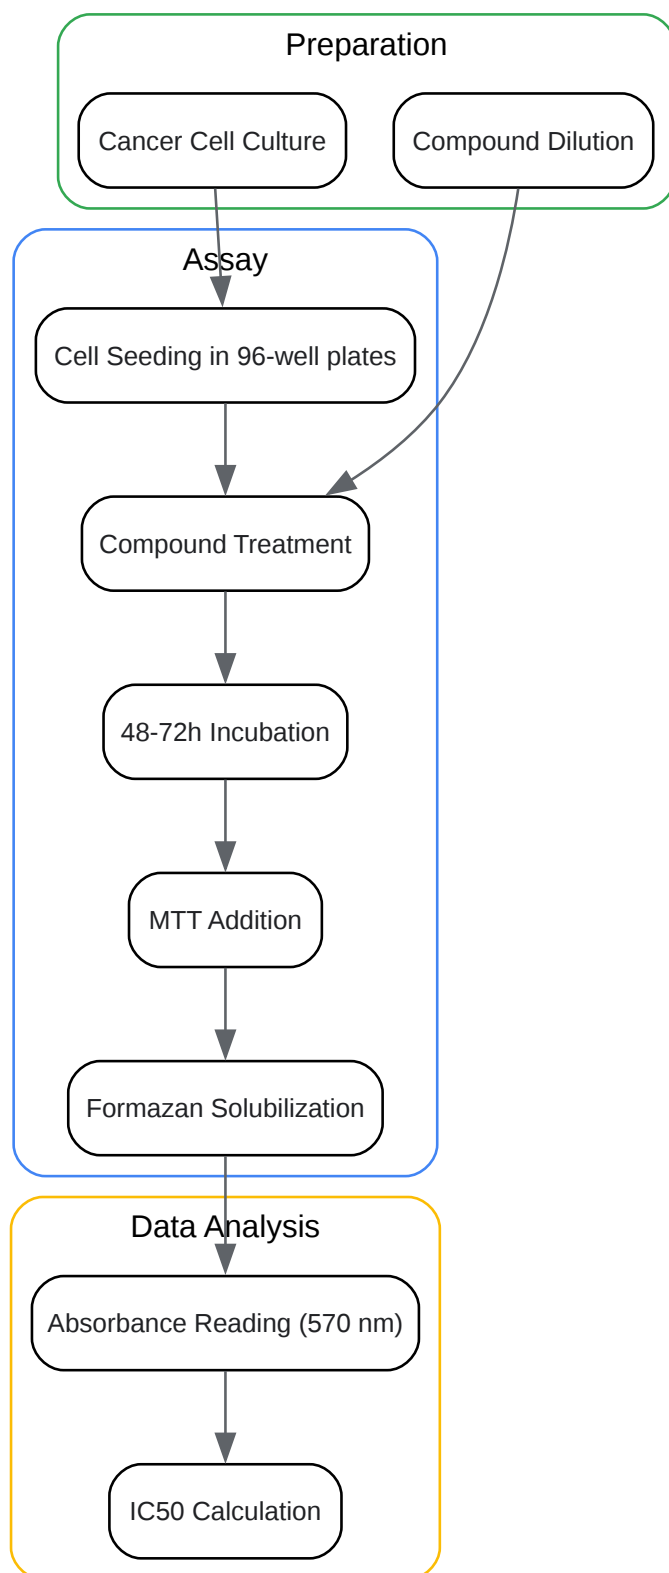 Preparation
Cancer Cell Culture
Compound Dilution
Assay
Cell Seeding in 96-well plates
Compound Treatment
48-72h Incubation
MTT Addition
Formazan Solubilization
Data Analysis
Absorbance Reading (570 nm)
IC50 Calculation